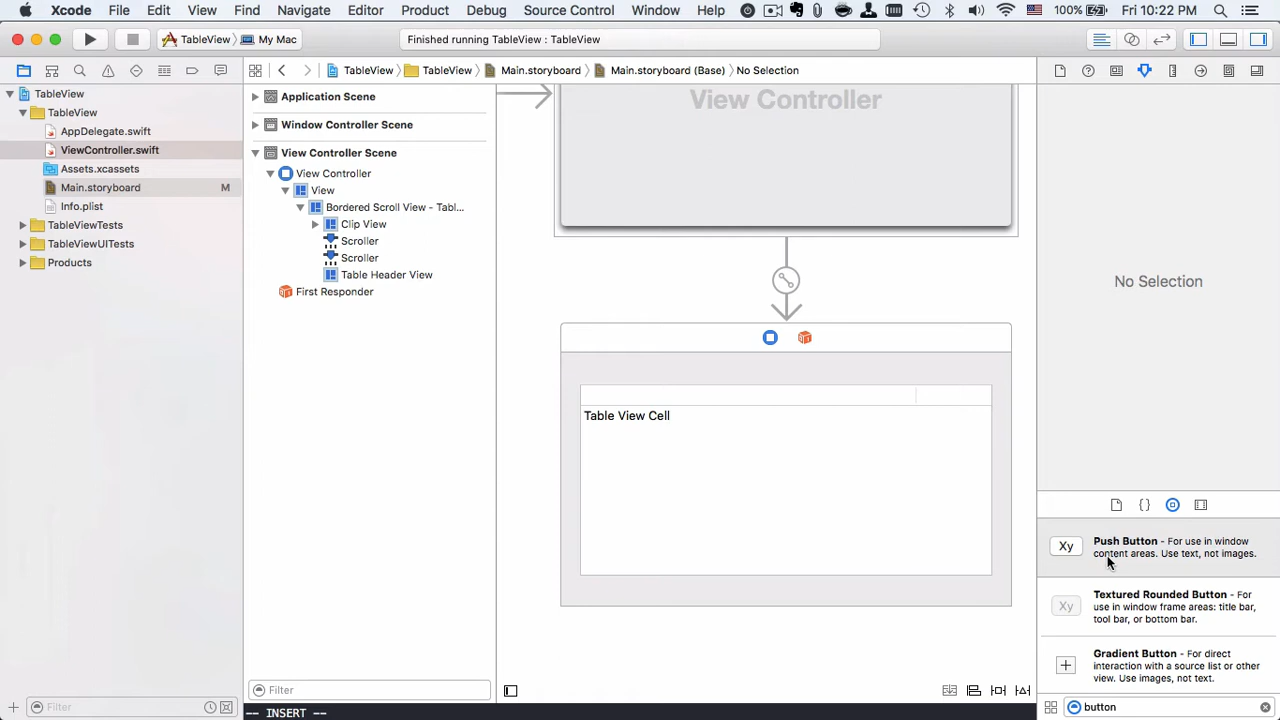 Xcode File Edit View Find Navigate Editor Product Debug Source Control Window Help 100% Fri 10:22 PM
TableView My Mac Finished running TableView : TableView
TableView TableView Main.storyboard Main.storyboard (Base) No Selection
TableView
TableView
AppDelegate.swift
ViewController.swift
Assets.xcassets
Main.storyboard M
Info.plist
TableViewTests
TableViewUITests
Products
Filter
Application Scene
Window Controller Scene
View Controller Scene
View Controller
View
Bordered Scroll View - Tabl...
Clip View
Scroller
Scroller
Table Header View
First Responder
Filter
-- INSERT --
View Controller
Table View Cell
No Selection
Xy
Push Button - For use in window
content areas. Use text, not images.
Xy
Textured Rounded Button - For
use in window frame areas: title bar,
tool bar, or bottom bar.
Gradient Button - For direct
interaction with a source list or other
view. Use images, not text.
button